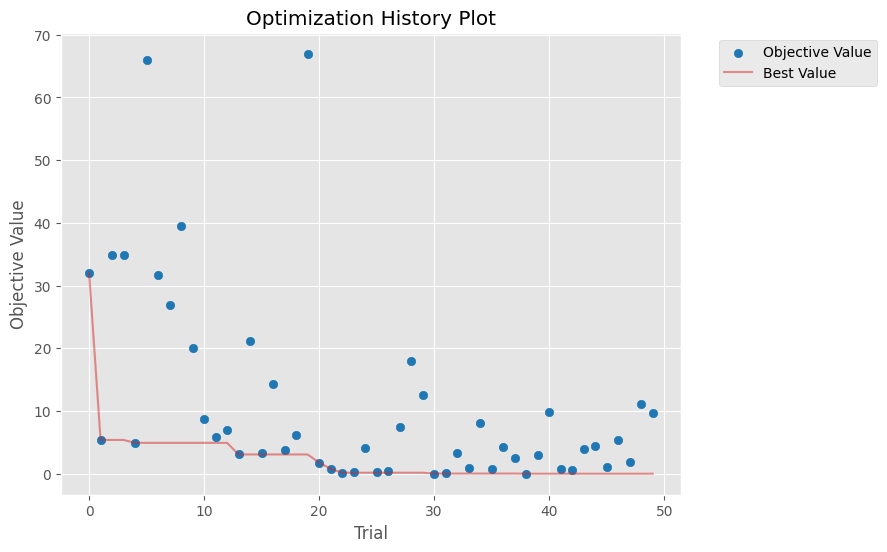 Optimization History Plot
Objective Value
Best Value
70
60
50
40
30
20
10
0
Objective Value
0 10 20 30 40 50
Trial